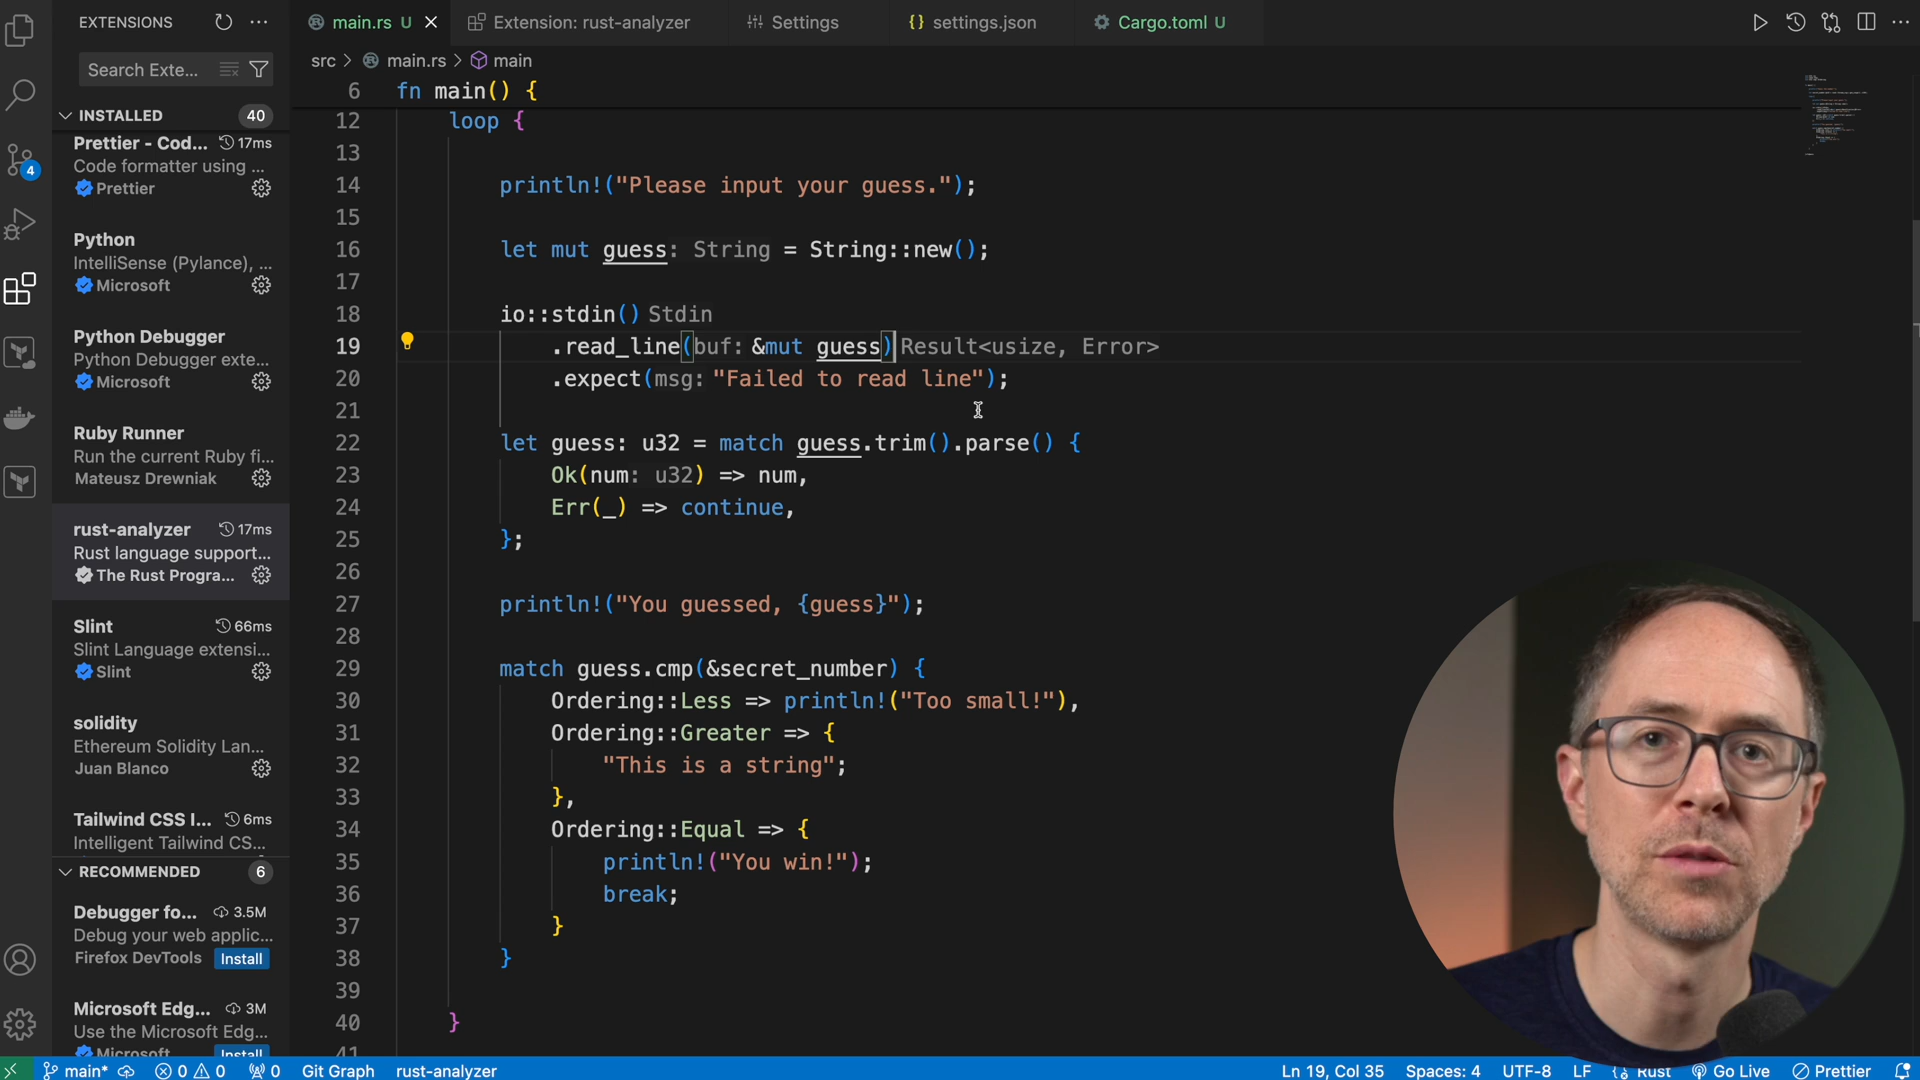 EXTENSIONS
main.rs U
Extension: rust-analyzer
Settings
{} settings.json
Cargo.toml U
Search Exte...
src > main.rs > main
INSTALLED 40
Prettier - Cod... 17ms
Code formatter using ...
Prettier
Python
IntelliSense (Pylance), ...
Microsoft
4
Python Debugger
Python Debugger exte...
Microsoft
Ruby Runner
Run the current Ruby fi...
Mateusz Drewniak
rust-analyzer 17ms
Rust language support...
The Rust Progra...
Slint 66ms
Slint Language extensi...
Slint
solidity
Ethereum Solidity Lan...
Juan Blanco
Tailwind CSS I... 6ms
Intelligent Tailwind CS...
RECOMMENDED 6
Debugger fo... 3.5M
Debug your web applic...
Firefox DevTools Install
Microsoft Edg... 3M
Use the Microsoft Edg...
Microsoft Install
6 fn main() {
12 loop {
13
14 println!("Please input your guess.");
15
16 let mut guess: String = String::new();
17
18 io::stdin() Stdin
19 .read_line(buf: &mut guess) Result<usize, Error>
20 .expect(msg: "Failed to read line");
21
22 let guess: u32 = match guess.trim().parse() {
23 Ok(num: u32) => num,
24 Err(_) => continue,
25 };
26
27 println!("You guessed, {guess}");
28
29 match guess.cmp(&secret_number) {
30 Ordering::Less => println!("Too small!"),
31 Ordering::Greater => {
32 "This is a string";
33 },
34 Ordering::Equal => {
35 println!("You win!");
36 break;
37 }
38 }
39
40 }
41
main* 0 0 0 Git Graph rust-analyzer Ln 19, Col 35 Spaces: 4 UTF-8 LF Rust Go Live Prettier